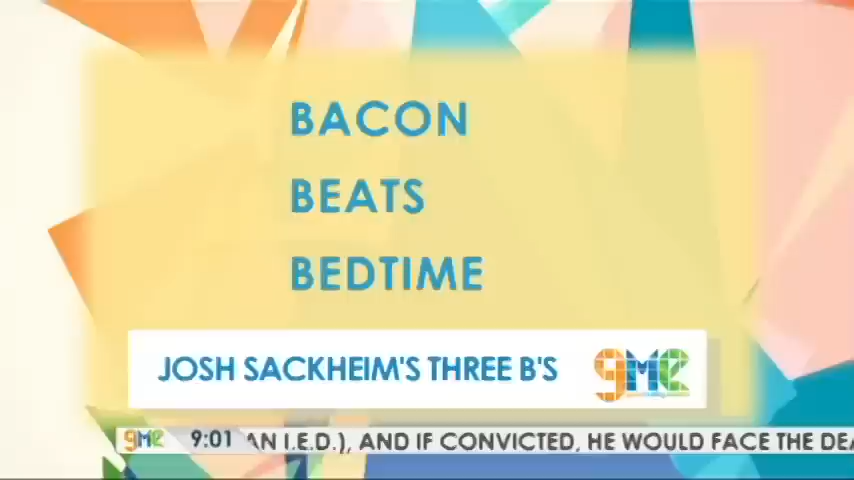 BACON
BEATS
BEDTIME
JOSH SACKHEIM'S THREE B'S gme
gme 9:01 AN I.E.D.), AND IF CONVICTED, HE WOULD FACE THE DEA